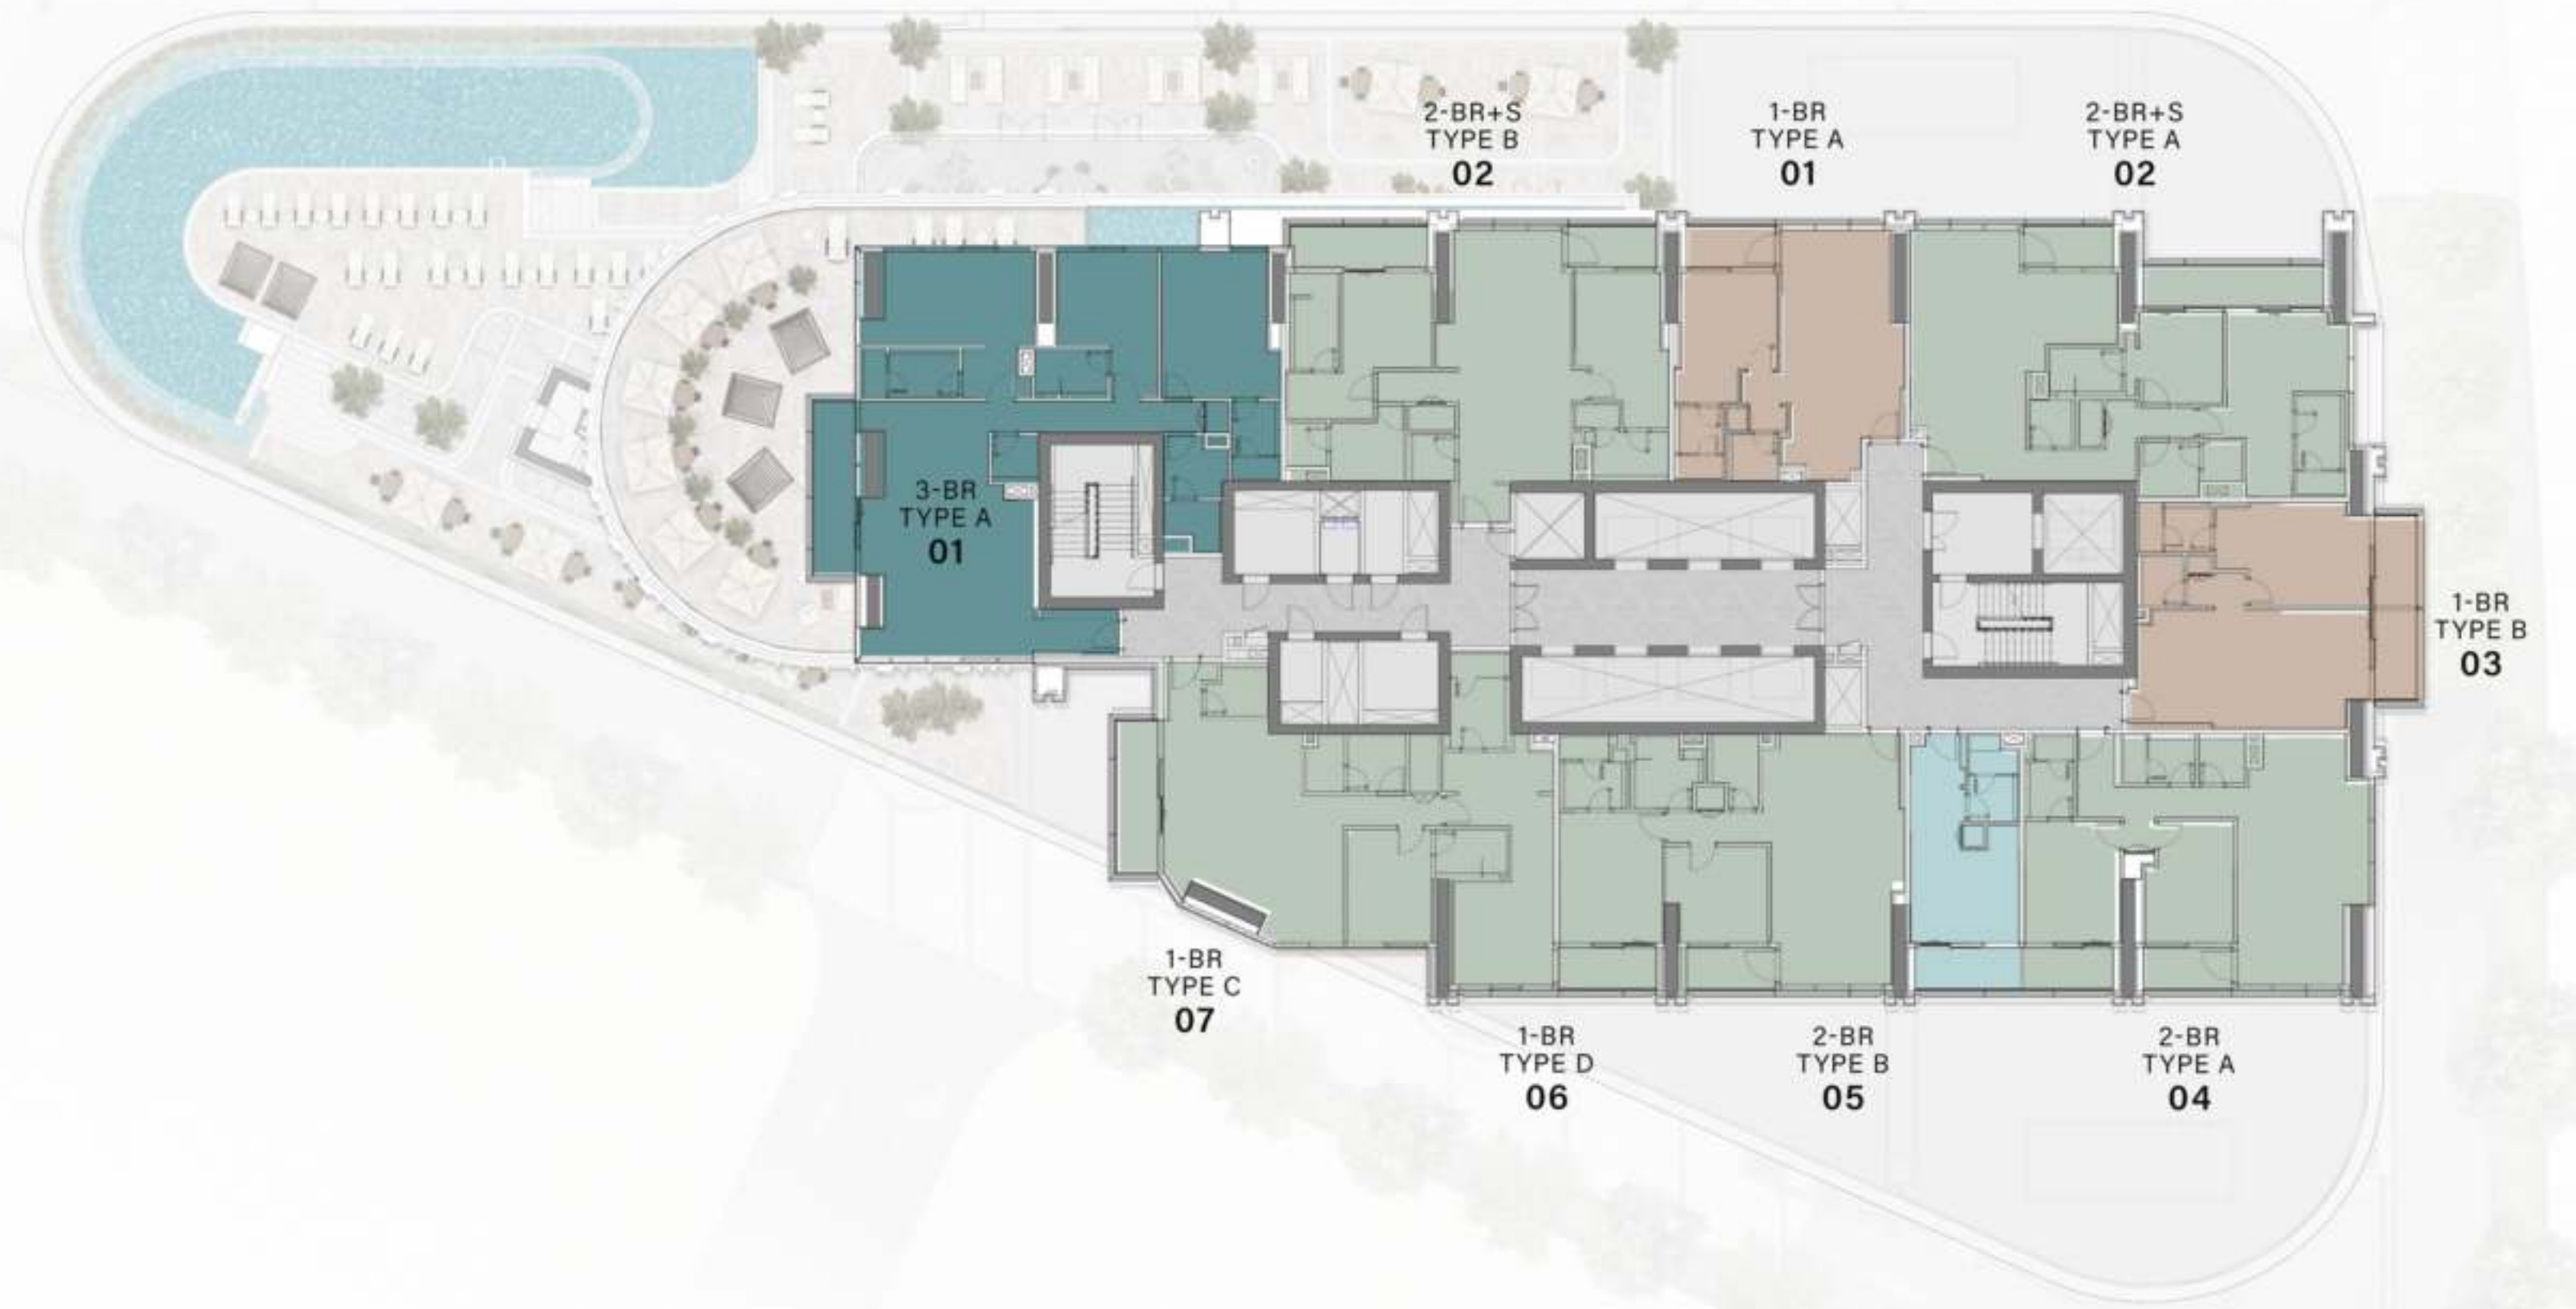 2-BR+S
TYPE B
02
1-BR
TYPE A
01
2-BR+S
TYPE A
02
3-BR
TYPE A
01
1-BR
TYPE B
03
1-BR
TYPE C
07
1-BR
TYPE D
06
2-BR
TYPE B
05
2-BR
TYPE A
04